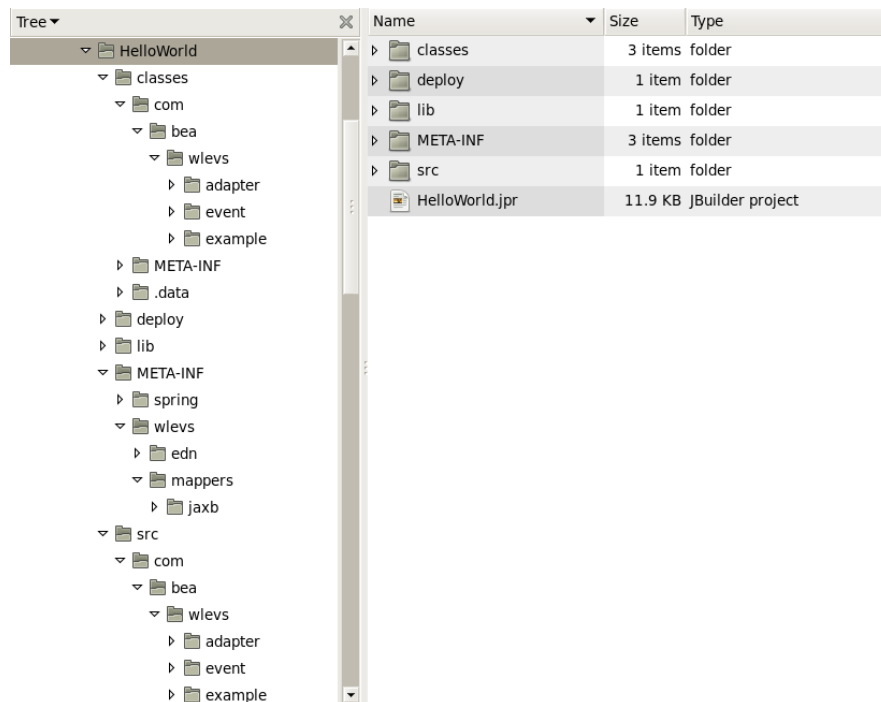 Tree
HelloWorld
classes
com
bea
wlevs
adapter
event
example
META-INF
.data
deploy
lib
META-INF
spring
wlevs
edn
mappers
jaxb
src
com
bea
wlevs
adapter
event
example
Name Size Type
classes 3 items folder
deploy 1 item folder
lib 1 item folder
META-INF 3 items folder
src 1 item folder
HelloWorld.jpr 11.9 KB JBuilder project